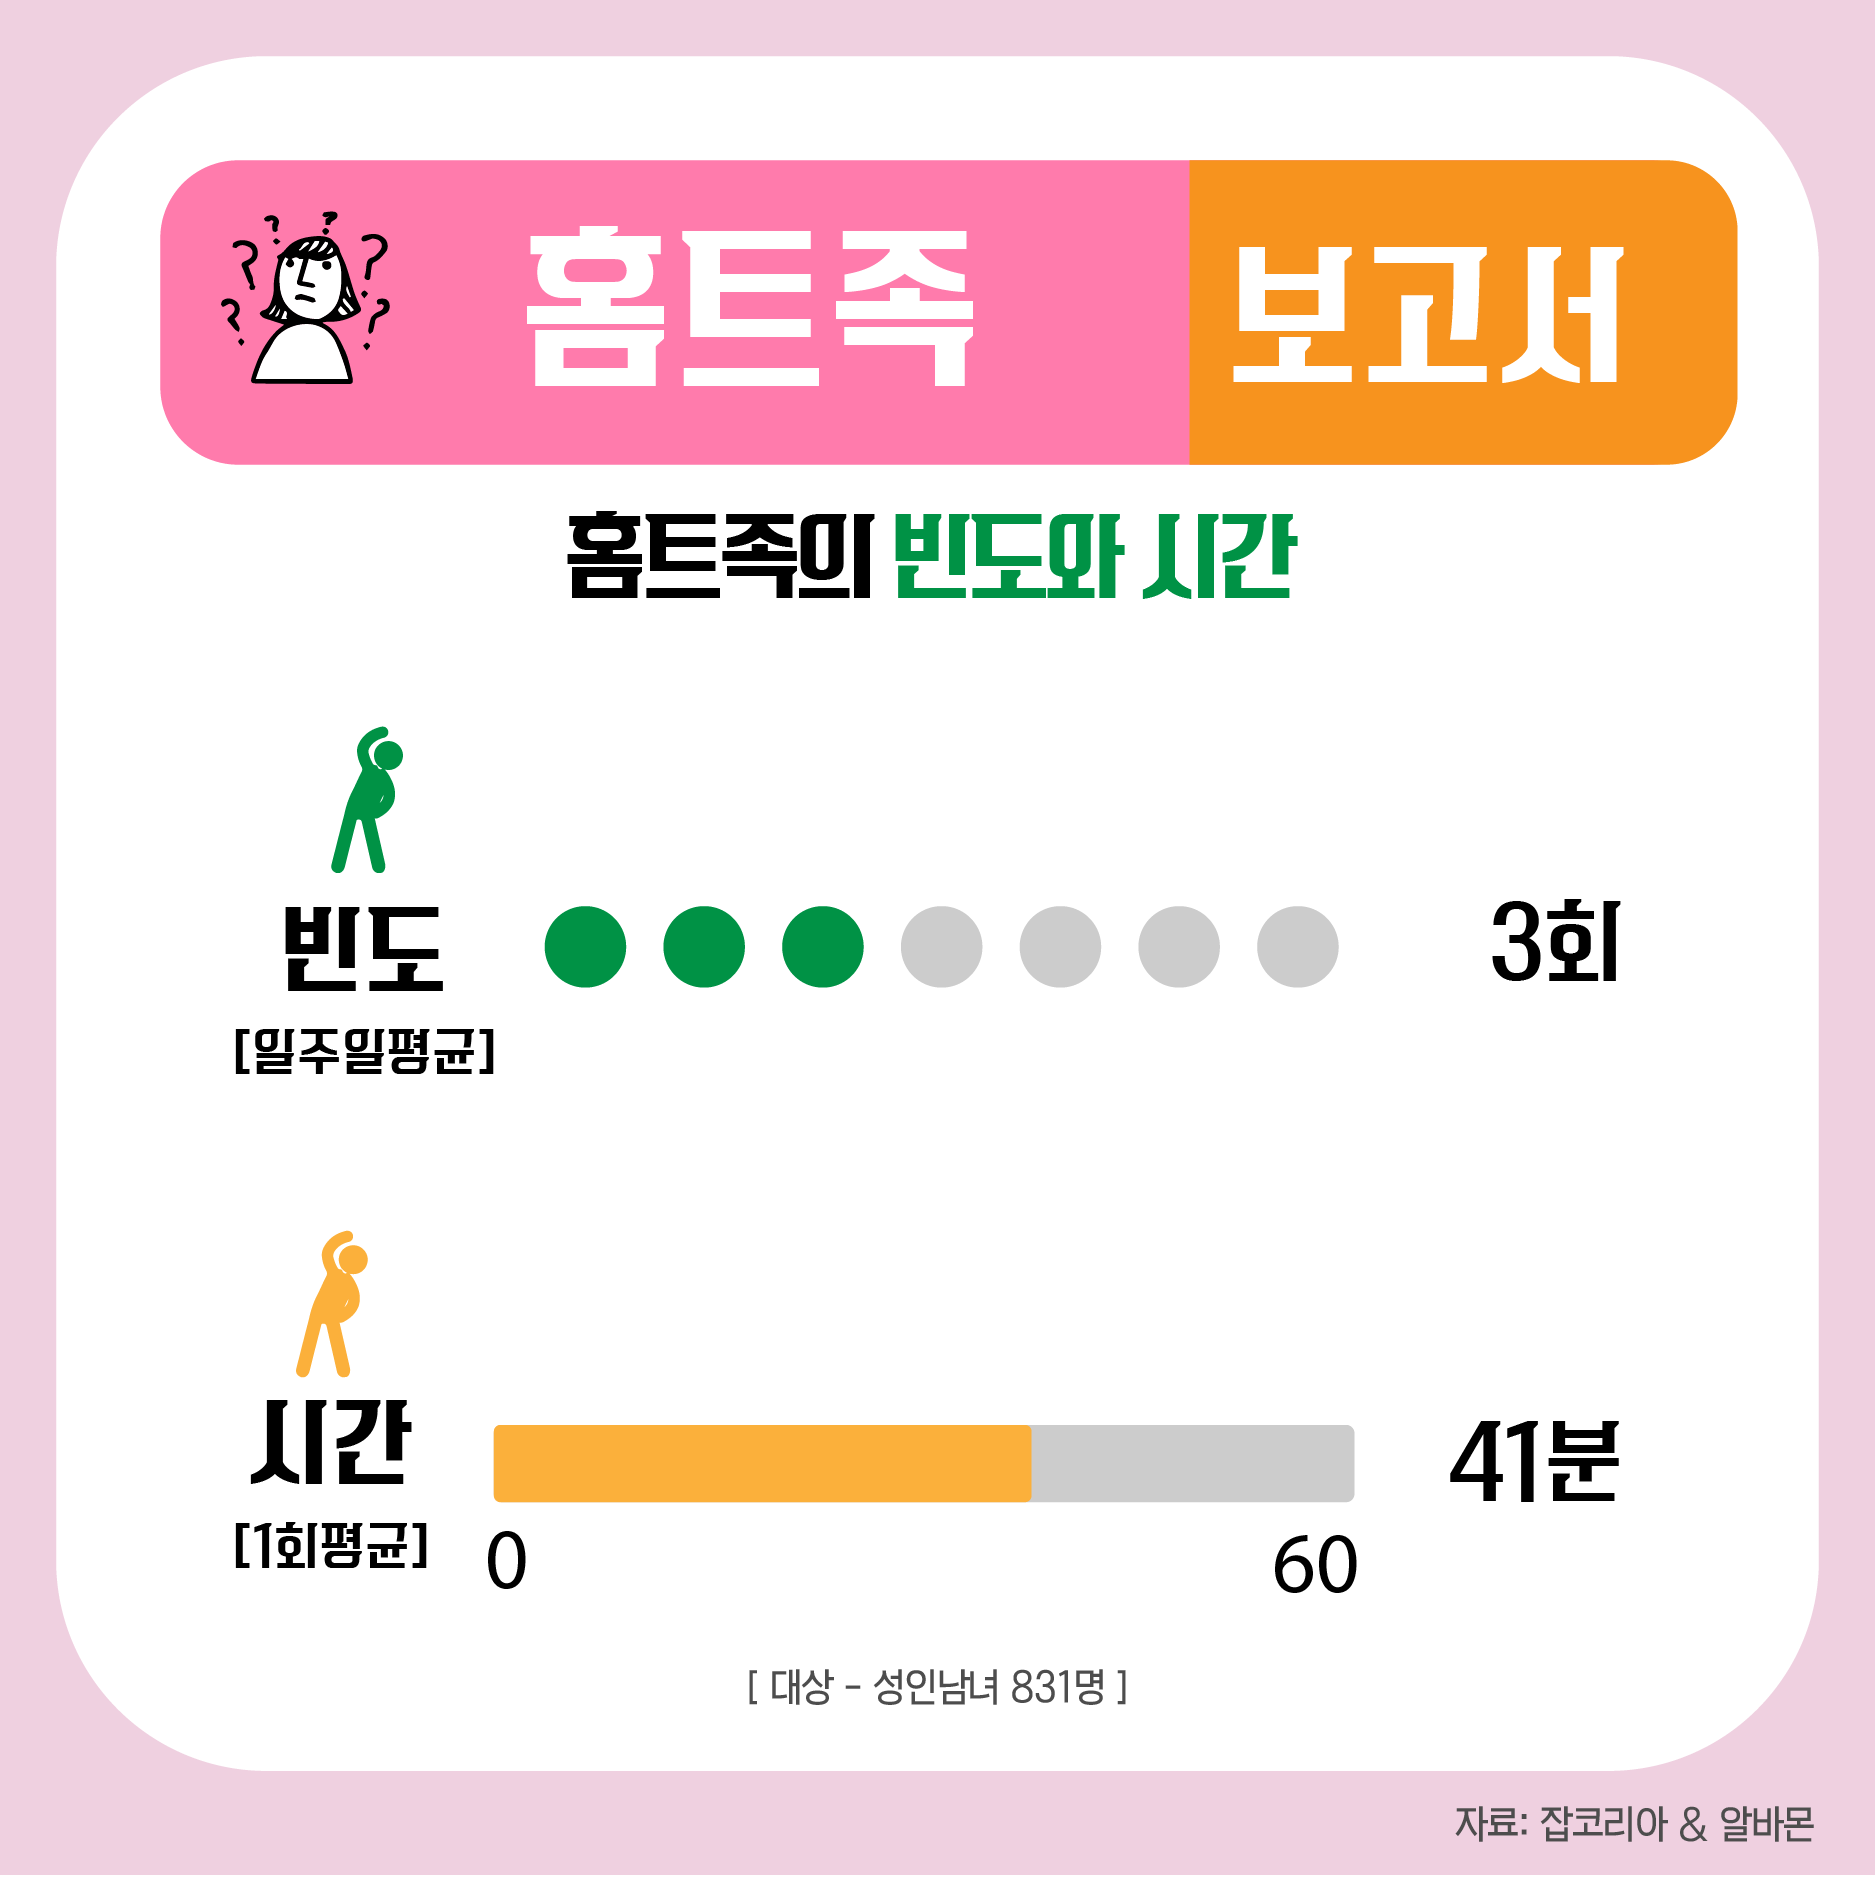 홈트족 보고서
홈트족의 빈도와 시간
빈도
[일주일평균]
3회
시간
[1회평균]
0
60
41분
[ 대상 - 성인남녀 831명 ]
자료: 잡코리아 & 알바몬